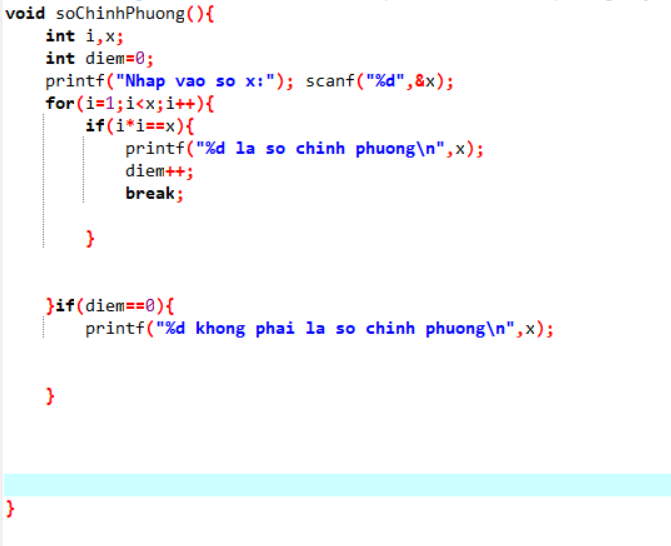 void soChinhPhuong(){
    int i,x;
    int diem=0;
    printf("Nhap vao so x:"); scanf("%d",&x);
    for(i=1;i<x;i++){
        if(i*i==x){
            printf("%d la so chinh phuong\n",x);
            diem++;
            break;
        }
    }if(diem==0){
        printf("%d khong phai la so chinh phuong\n",x);
    }
}